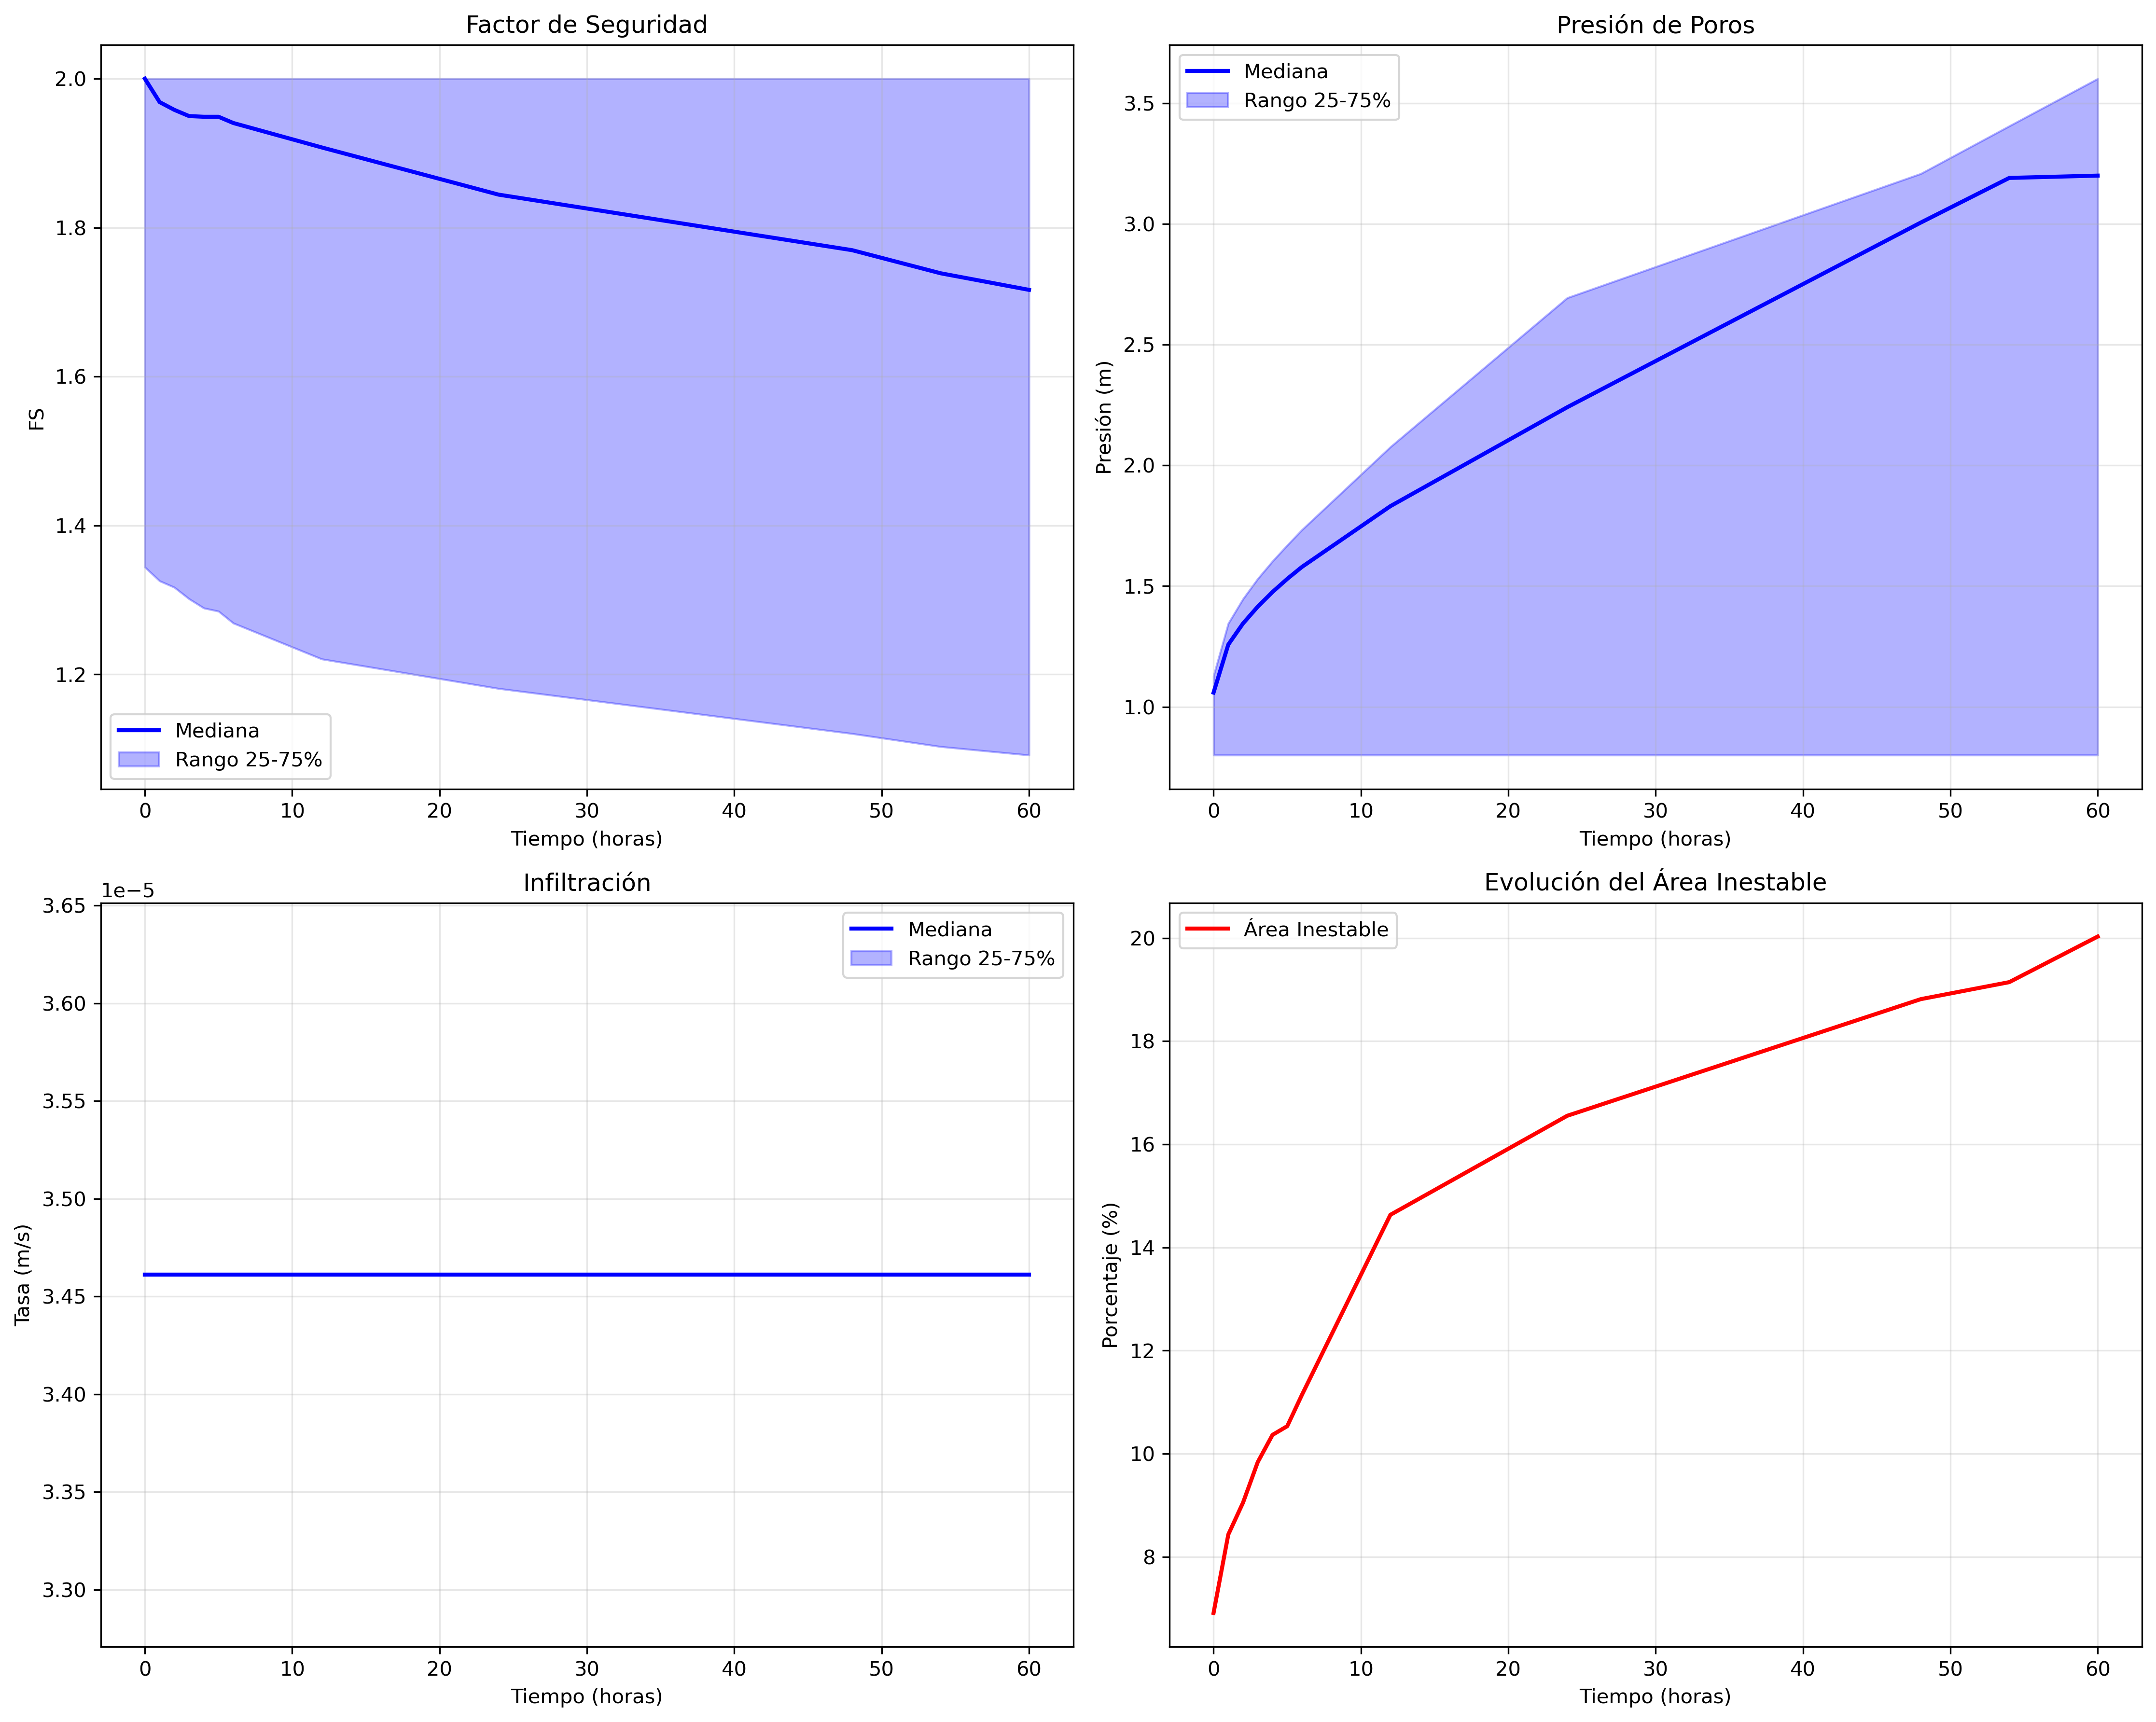 Factor de Seguridad
2.0
1.8
1.6
1.4
1.2
FS
Mediana
Rango 25-75%
0 10 20 30 40 50 60
Tiempo (horas)
Presión de Poros
Mediana
Rango 25-75%
3.5
3.0
2.5
2.0
1.5
1.0
Presión (m)
0 10 20 30 40 50 60
Tiempo (horas)
Infiltración
1e−5
3.65
3.60
3.55
3.50
3.45
3.40
3.35
3.30
Tasa (m/s)
Mediana
Rango 25-75%
0 10 20 30 40 50 60
Tiempo (horas)
Evolución del Área Inestable
Área Inestable
20
18
16
14
12
10
8
Porcentaje (%)
0 10 20 30 40 50 60
Tiempo (horas)